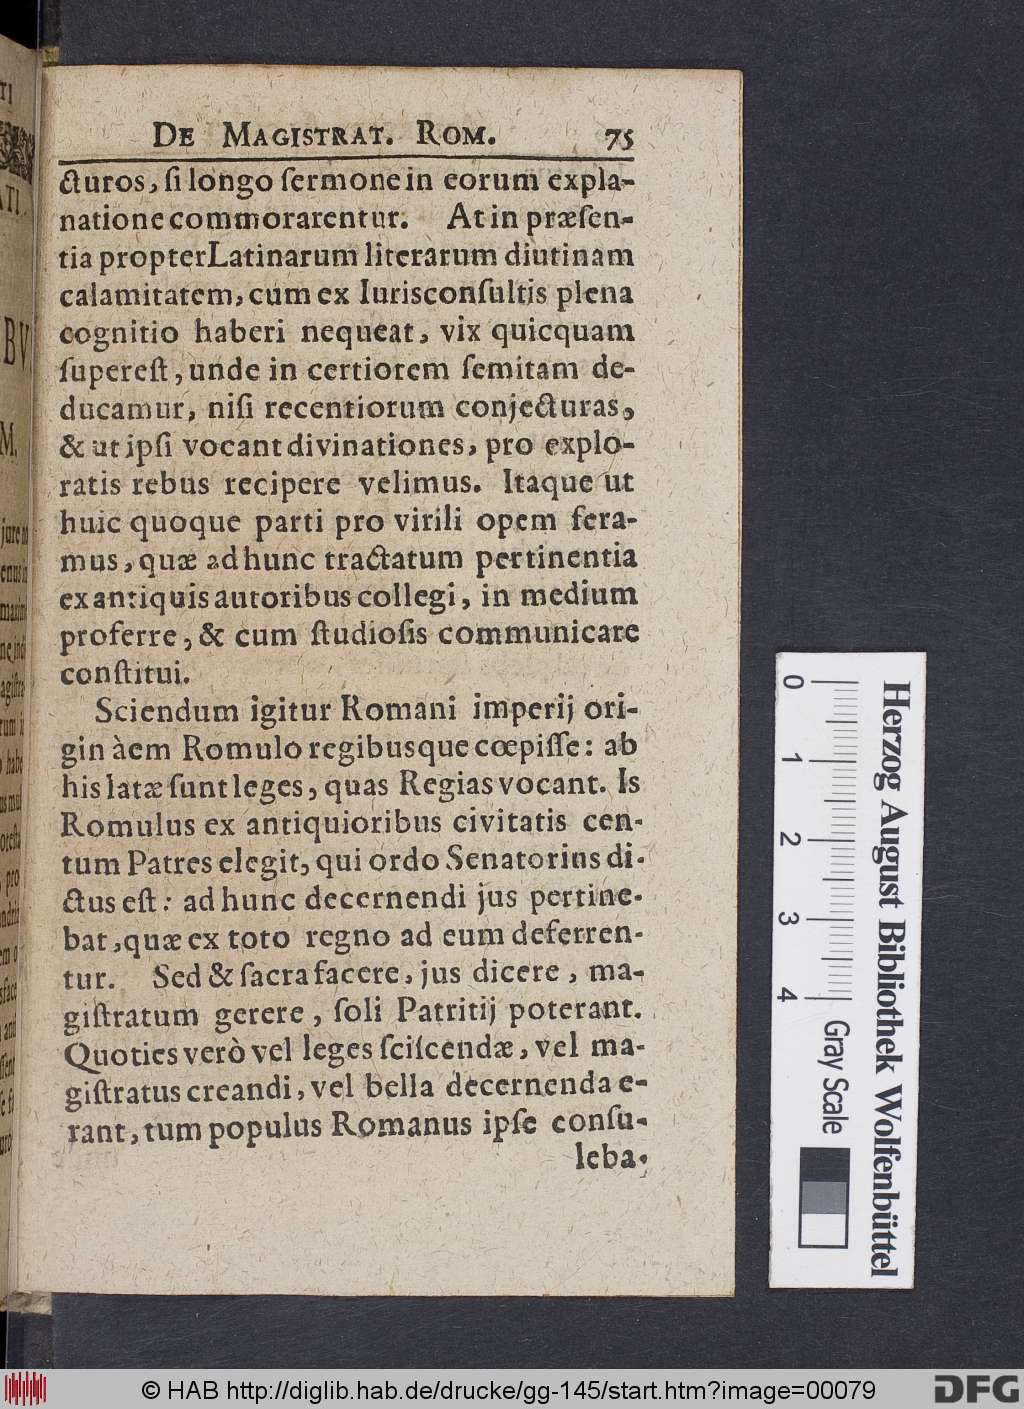 De Magistrat. Rom. 75
cturos, ſi longo ſermone in eorum expla-
natione commorarentur. At in præſen-
tia propter Latinarum literarum diutinam
calamitatem, cum ex Iurisconſultis plena
cognitio haberi nequeat, vix quicquam
ſupereſt, unde in certiorem ſemitam de-
ducamur, niſi recentiorum conjecturas,
& ut ipſi vocant divinationes, pro explo-
ratis rebus recipere velimus. Itaque ut
huic quoque parti pro virili opem fera-
mus, quæ ad hunc tractatum pertinentia
ex antiquis autoribus collegi, in medium
proferre, & cum ſtudioſis communicare
conſtitui.
Sciendum igitur Romani imperij ori-
gin àem Romulo regibusque cœpiſſe: ab
his latæ ſunt leges, quas Regias vocant. Is
Romulus ex antiquioribus civitatis cen-
tum Patres elegit, qui ordo Senatorius di-
ctus eſt: ad hunc decernendi jus pertine-
bat, quæ ex toto regno ad eum deferren-
tur. Sed & ſacra facere, jus dicere, ma-
giſtratum gerere, ſoli Patritij poterant.
Quoties verò vel leges ſciſcendæ, vel ma-
giſtratus creandi, vel bella decernenda e-
rant, tum populus Romanus ipſe conſu-
leba-
Herzog August Bibliothek Wolfenbüttel
0 1 2 3 4 Gray Scale
© HAB http://diglib.hab.de/drucke/gg-145/start.htm?image=00079
DFG